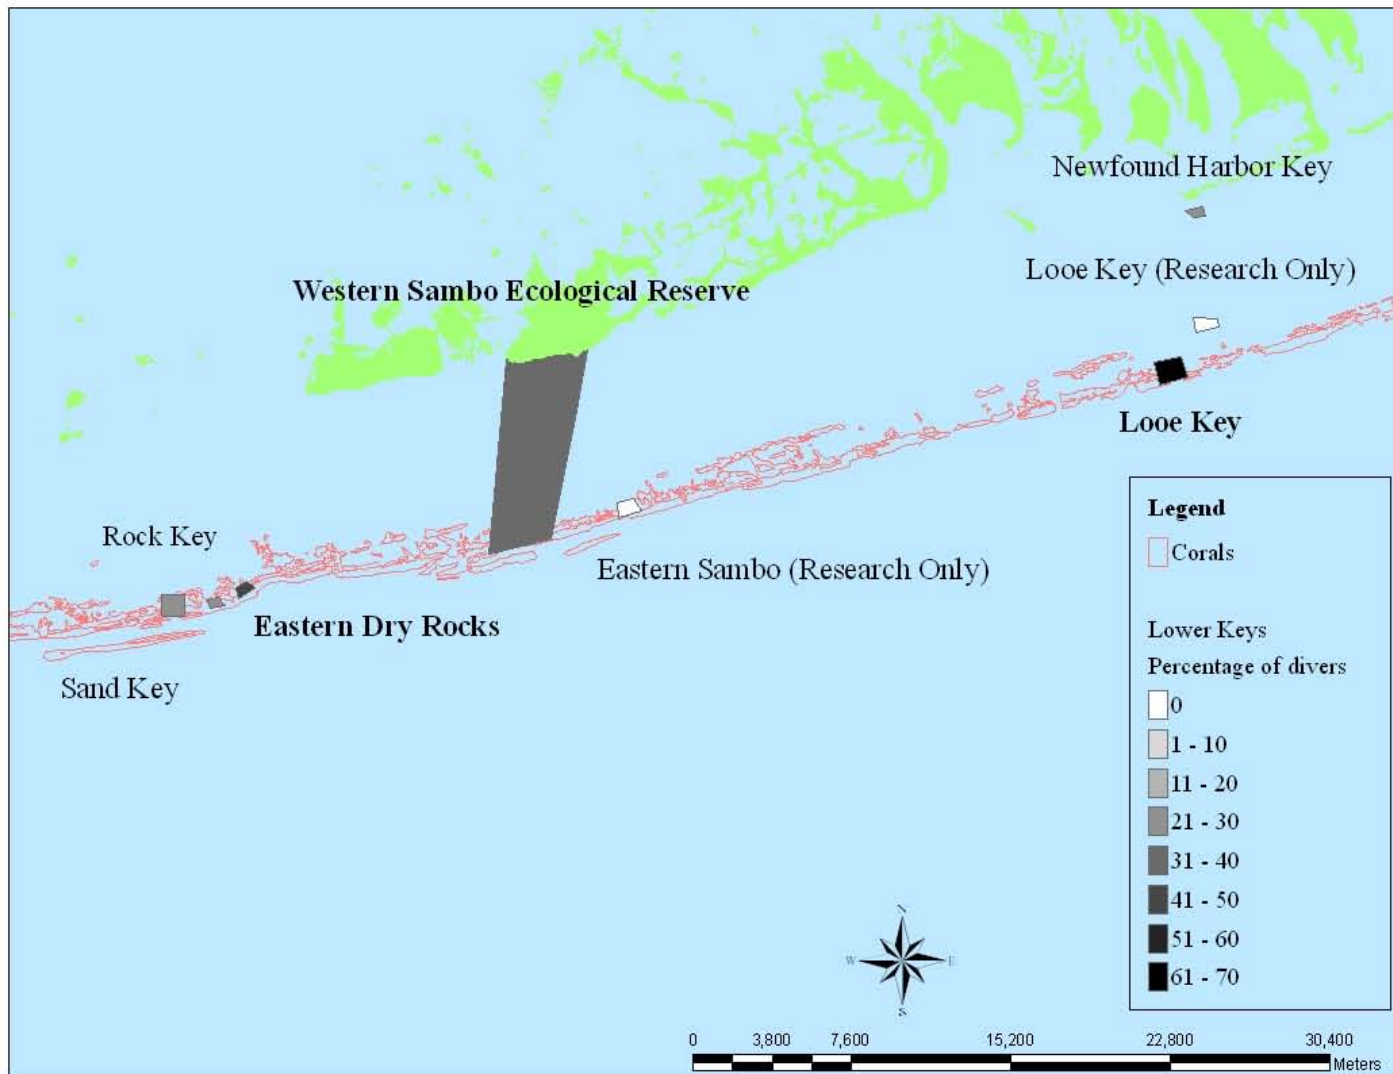 Newfound Harbor Key
Looe Key (Research Only)
Western Sambo Ecological Reserve
Looe Key
Rock Key
Eastern Sambo (Research Only)
Eastern Dry Rocks
Sand Key
Legend
Corals
Lower Keys
Percentage of divers
0
1 - 10
11 - 20
21 - 30
31 - 40
41 - 50
51 - 60
61 - 70
N
W E
S
0 3,800 7,600 15,200 22,800 30,400
Meters